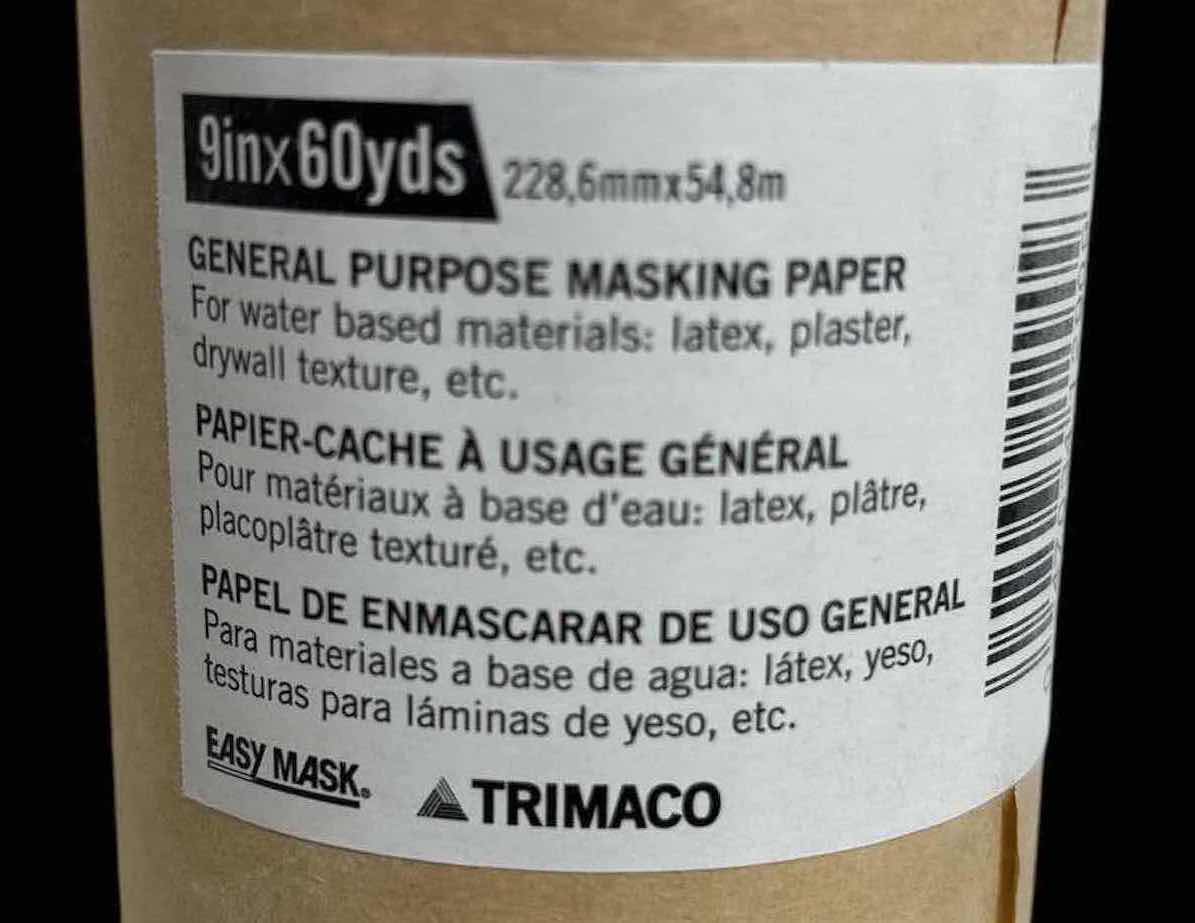 9inx60yds 228,6mmx54,8m
GENERAL PURPOSE MASKING PAPER
For water based materials: latex, plaster,
drywall texture, etc.
PAPIER-CACHE À USAGE GÉNÉRAL
Pour matériaux à base d'eau: latex, plâtre,
placoplâtre texturé, etc.
PAPEL DE ENMASCARAR DE USO GENERAL
Para materiales a base de agua: látex, yeso,
testuras para láminas de yeso, etc.
EASY MASK®
TRIMACO